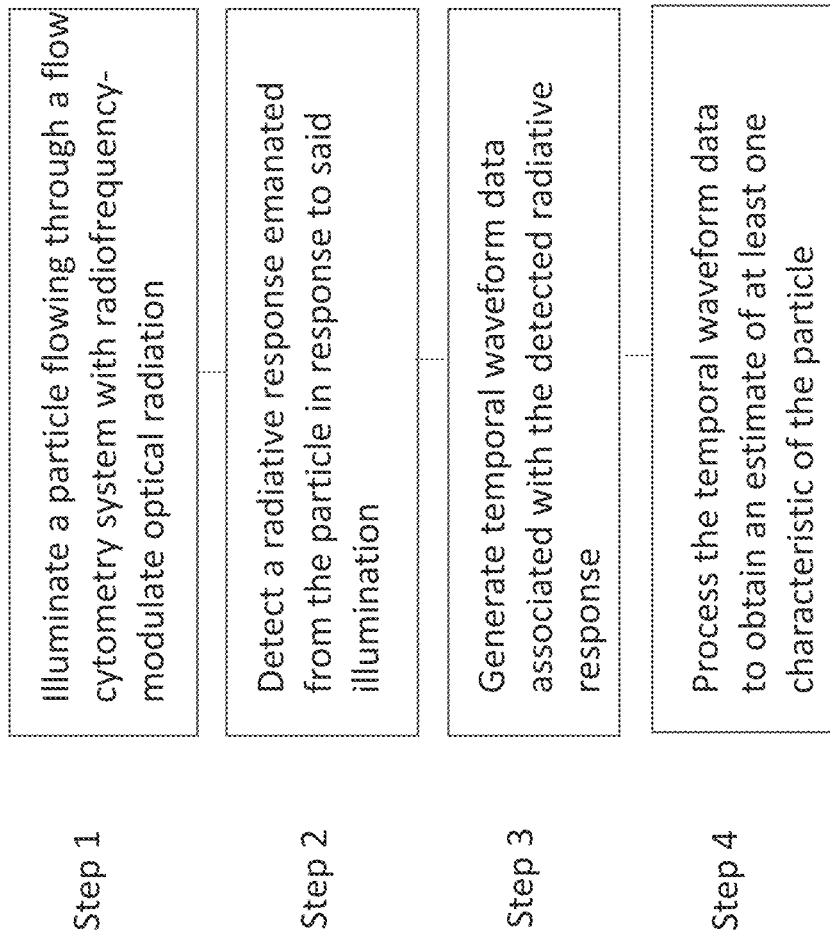 Step 1
Illuminate a particle flowing through a flow
cytometry system with radiofrequency-
modulate optical radiation
Step 2
Detect a radiative response emanated
from the particle in response to said
illumination
Step 3
Generate temporal waveform data
associated with the detected radiative
response
Step 4
Process the temporal waveform data
to obtain an estimate of at least one
characteristic of the particle